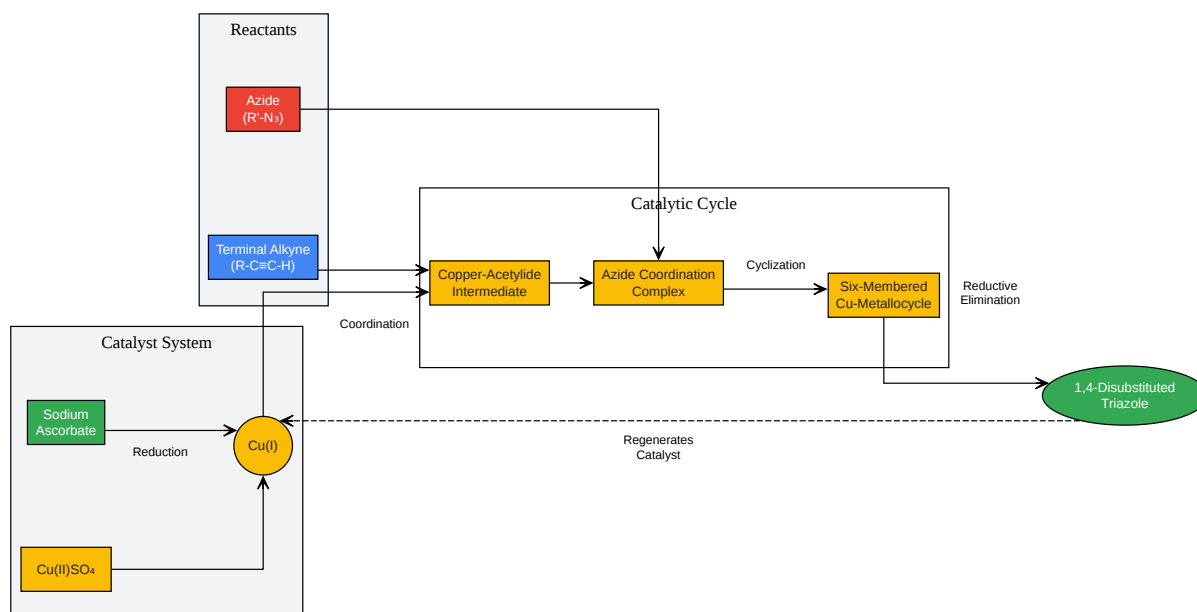 Reactants
Azide
(R'-N₃)
Terminal Alkyne
(R-C≡C-H)
Catalytic Cycle
Copper-Acetylide
Intermediate
Azide Coordination
Complex
Cyclization
Six-Membered
Cu-Metallocycle
Reductive
Elimination
Coordination
Catalyst System
Sodium
Ascorbate
Reduction
Cu(I)
Cu(II)SO₄
1,4-Disubstituted
Triazole
Regenerates
Catalyst